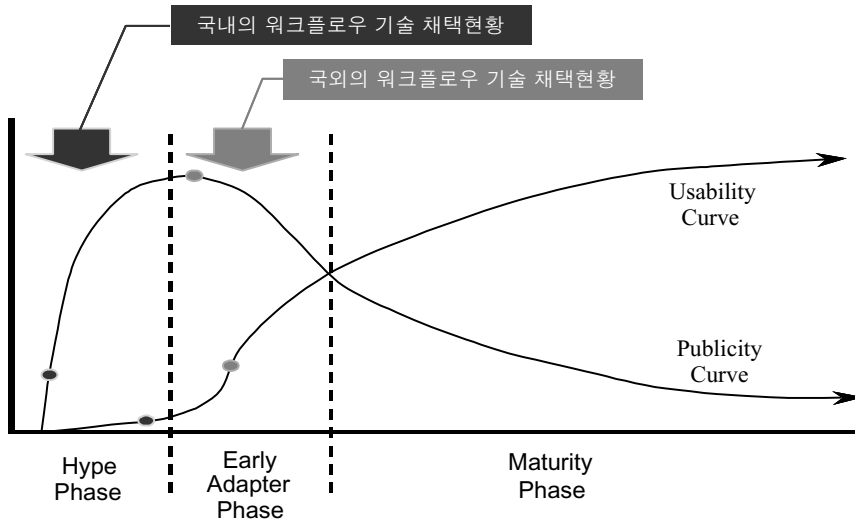 국내의 워크플로우 기술 채택현황
국외의 워크플로우 기술 채택현황
Usability
Curve
Publicity
Curve
Hype
Phase
Early
Adapter
Phase
Maturity
Phase